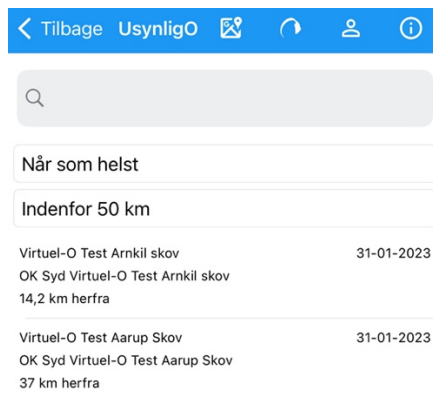 Tilbage UsynligO
Når som helst
Indenfor 50 km
Virtuel-O Test Arnkil skov 31-01-2023
OK Syd Virtuel-O Test Arnkil skov
14,2 km herfra
Virtuel-O Test Aarup Skov 31-01-2023
OK Syd Virtuel-O Test Aarup Skov
37 km herfra